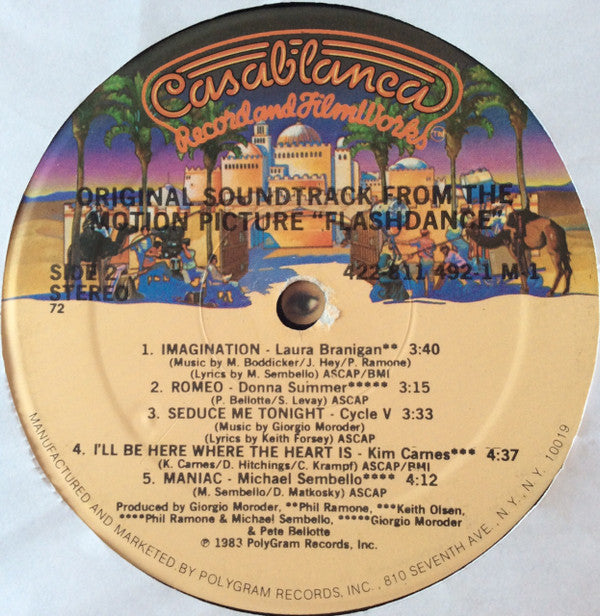 Casablanca
Record and FilmWorks™
ORIGINAL SOUNDTRACK FROM THE
MOTION PICTURE "FLASHDANCE"
SIDE 2
422-811 492-1 M-1
STEREO
72
1. IMAGINATION - Laura Branigan** 3:40
(Music by M. Boddicker/J. Hey/P. Ramone)
(Lyrics by M. Sembello) ASCAP/BMI
2. ROMEO - Donna Summer***** 3:15
(P. Bellotte/S. Levay) ASCAP
3. SEDUCE ME TONIGHT - Cycle V 3:33
(Music by Giorgio Moroder)
(Lyrics by Keith Forsey) ASCAP
4. I'LL BE HERE WHERE THE HEART IS - Kim Carnes*** 4:37
(K. Carnes/D. Hitchings/C. Krampf) ASCAP/BMI
5. MANIAC - Michael Sembello**** 4:12
(M. Sembello/D. Matkosky) ASCAP
Produced by Giorgio Moroder, **Phil Ramone, ***Keith Olsen,
****Phil Ramone & Michael Sembello, *****Giorgio Moroder
& Pete Bellotte
℗ 1983 PolyGram Records, Inc.
MANUFACTURED AND MARKETED BY POLYGRAM RECORDS, INC., 810 SEVENTH AVE., N.Y., N.Y. 10019